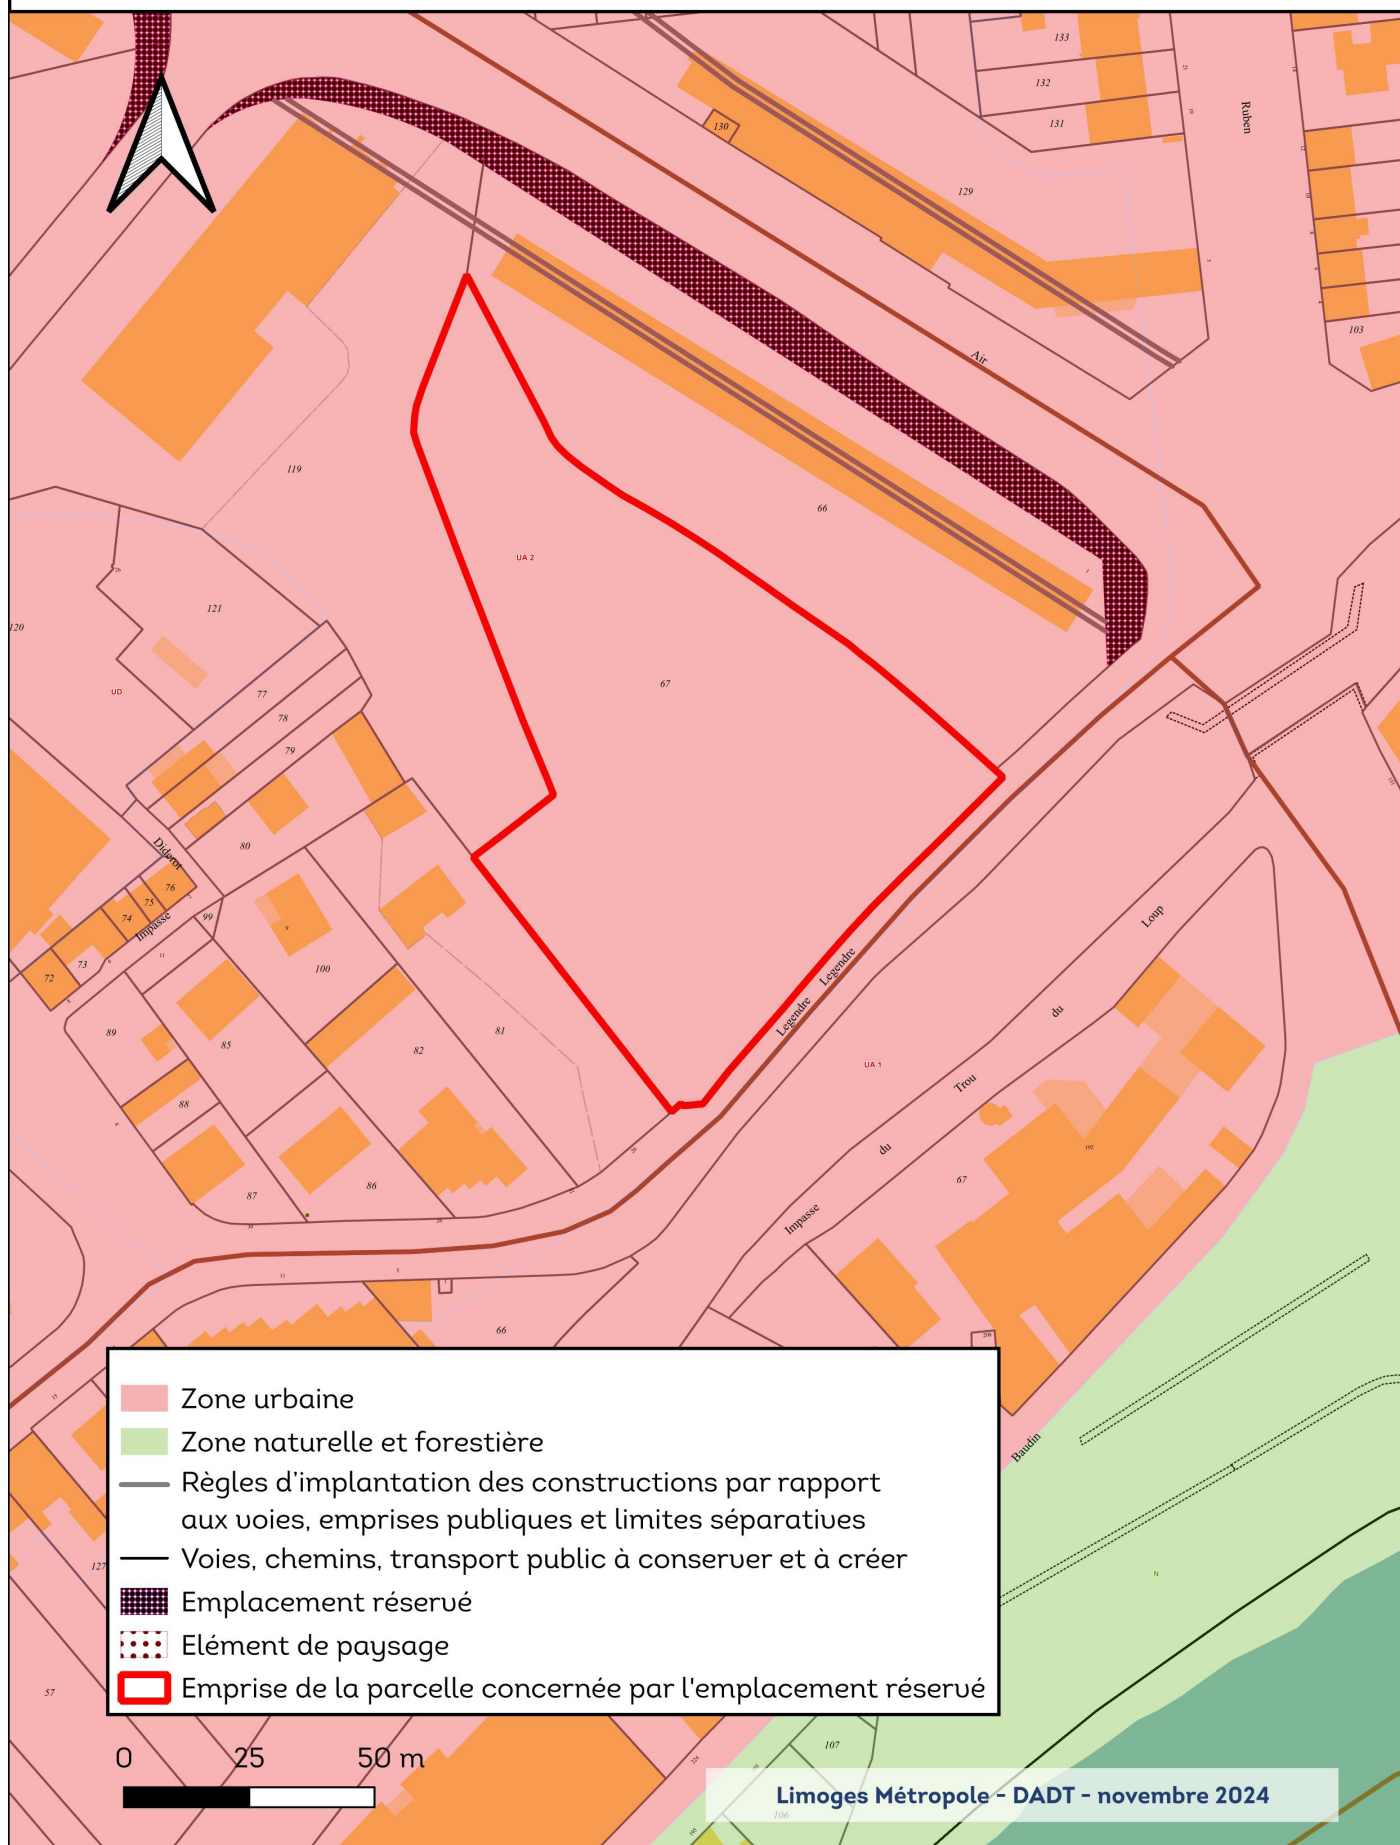 133
132
131
130
Ruben
129
103
Air
119
66
UA 2
121
120
UD
67
77
78
79
80
Diderot
76
75
74
99
Impasse
73
72
100
Legendre
Legendre
Loup
du
Trou
du
Impasse
UA 1
89
85
81
82
88
87
86
67
192
66
208
Baudin
127
57
N
107
106
Zone urbaine
Zone naturelle et forestière
Règles d'implantation des constructions par rapport
aux voies, emprises publiques et limites séparatives
Voies, chemins, transport public à conserver et à créer
Emplacement réservé
Elément de paysage
Emprise de la parcelle concernée par l'emplacement réservé
0 25 50 m
Limoges Métropole - DADT - novembre 2024